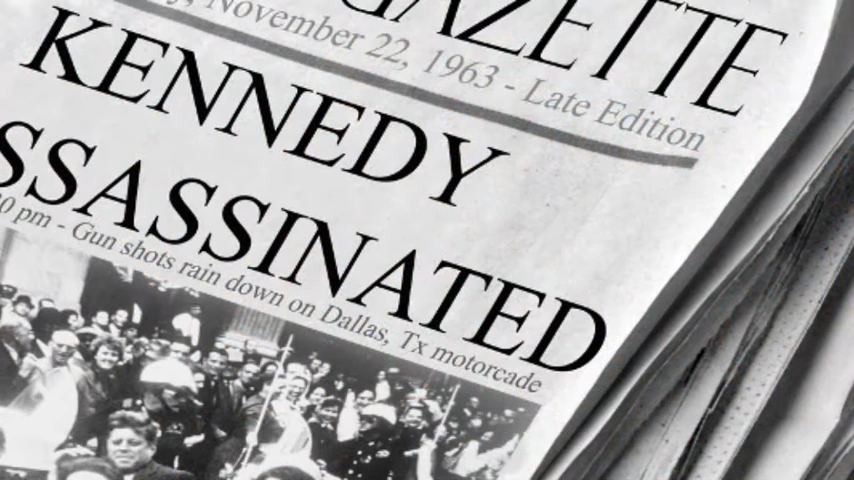 GAZETTE
November 22, 1963 - Late Edition
KENNEDY
SSASSINATED
0 pm - Gun shots rain down on Dallas, Tx motorcade